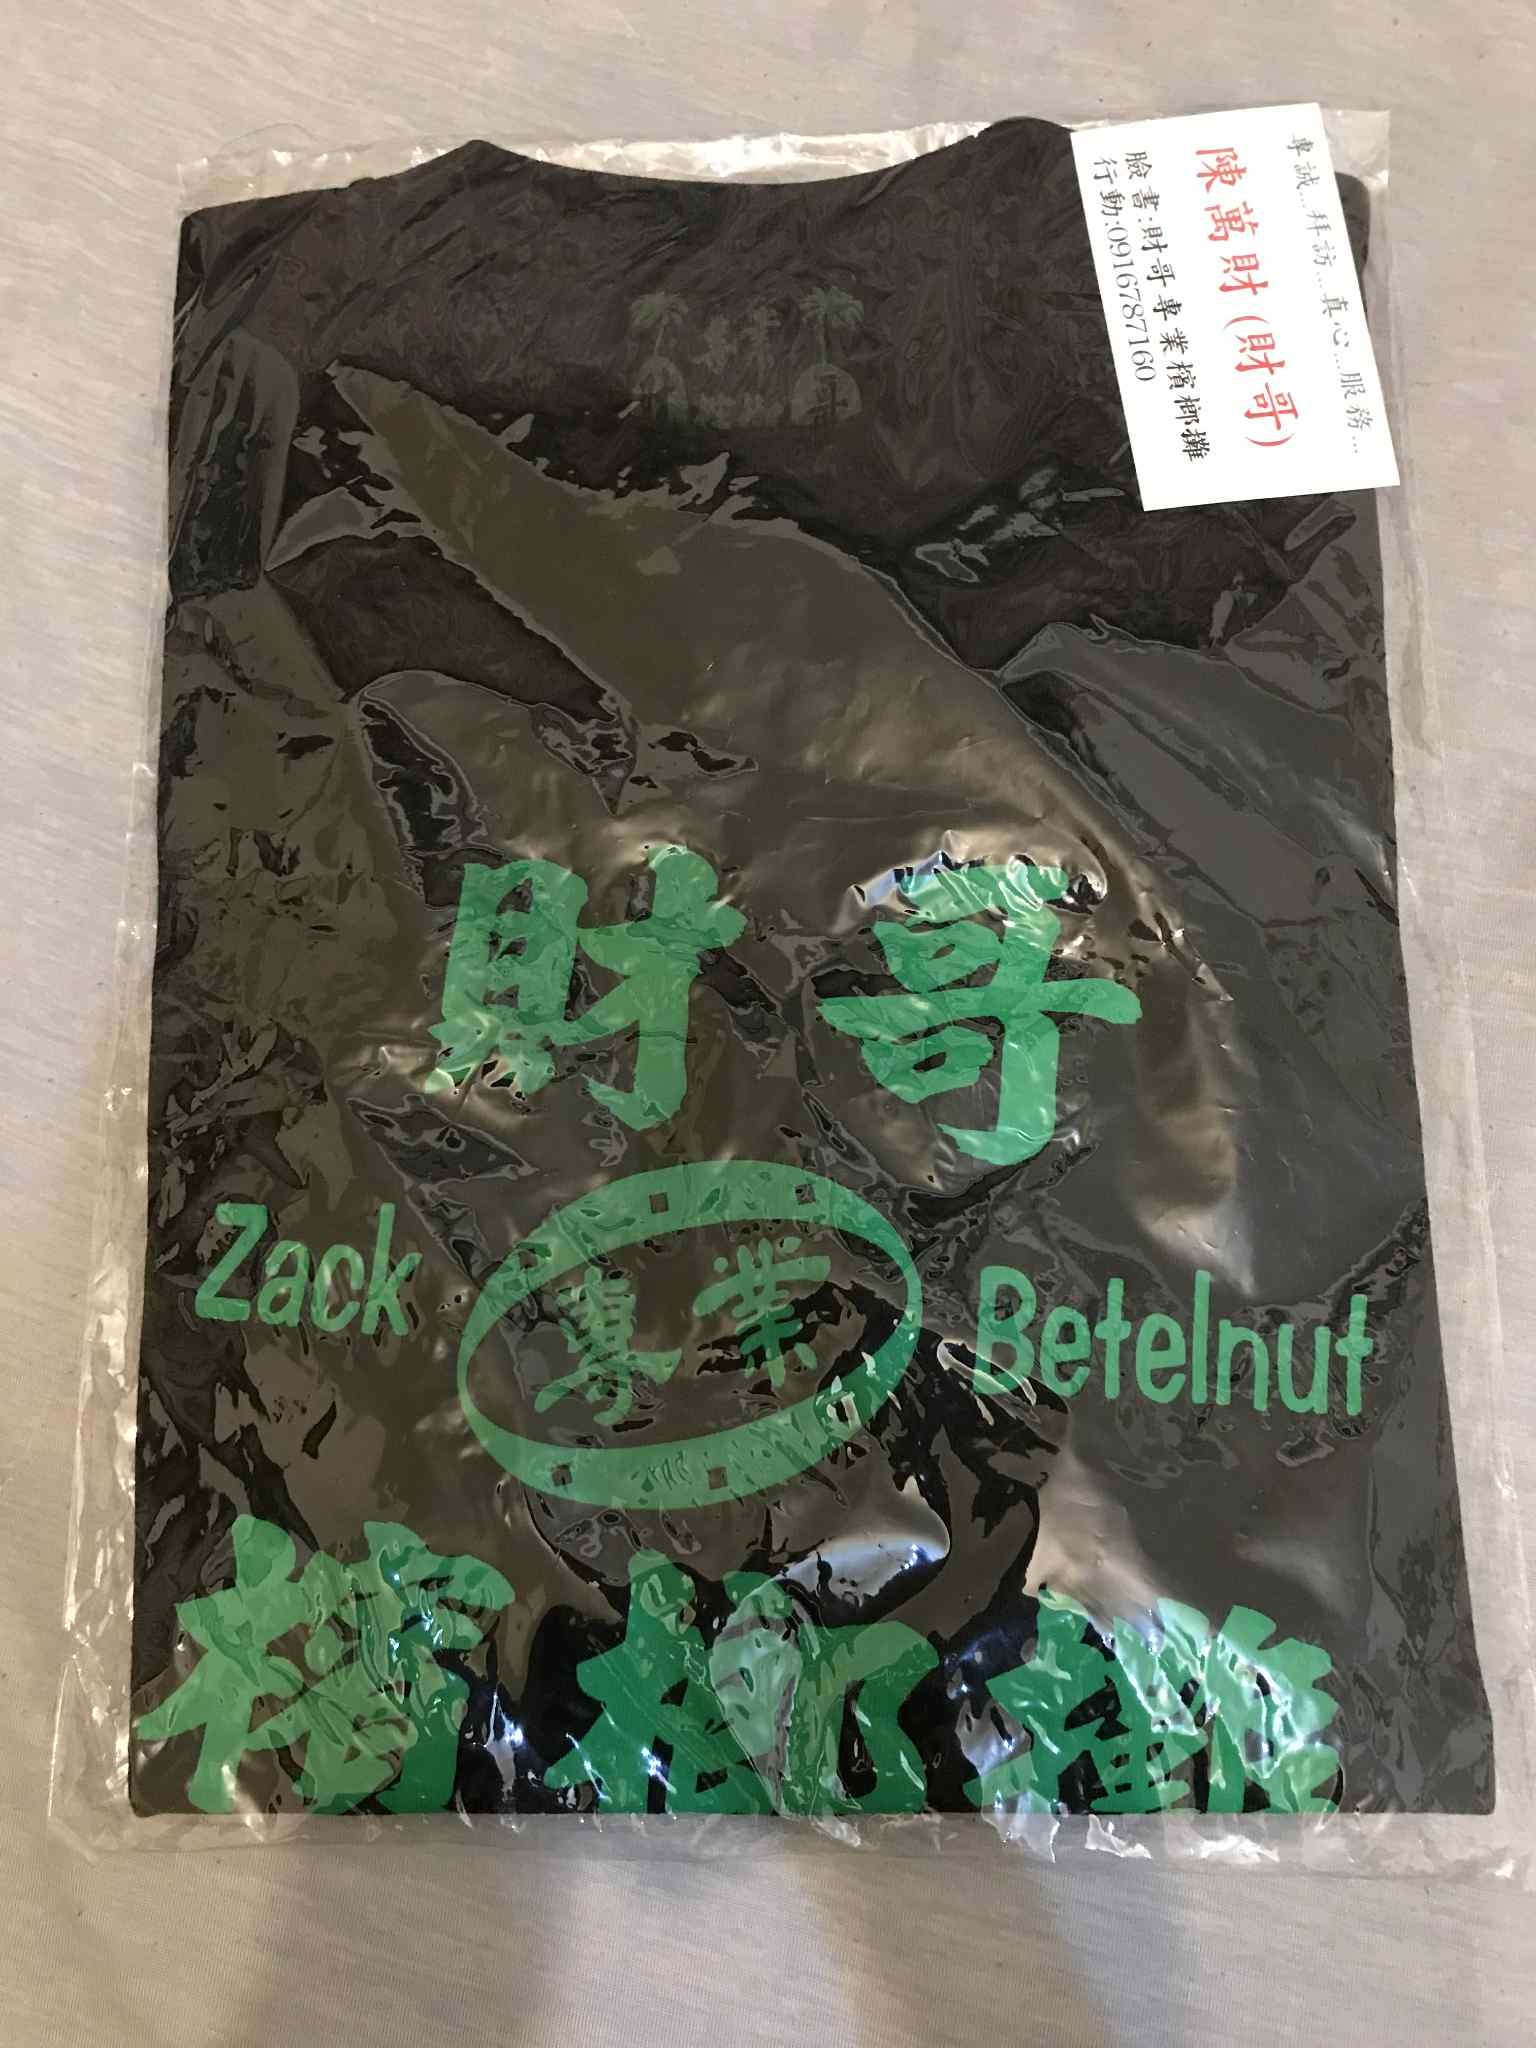 專誠...拜訪...真心...服務...
陳萬財(財哥)
臉書:財哥專業檳榔攤
行動:0916787160
財哥
Zack 專業 Betelnut
檳榔攤